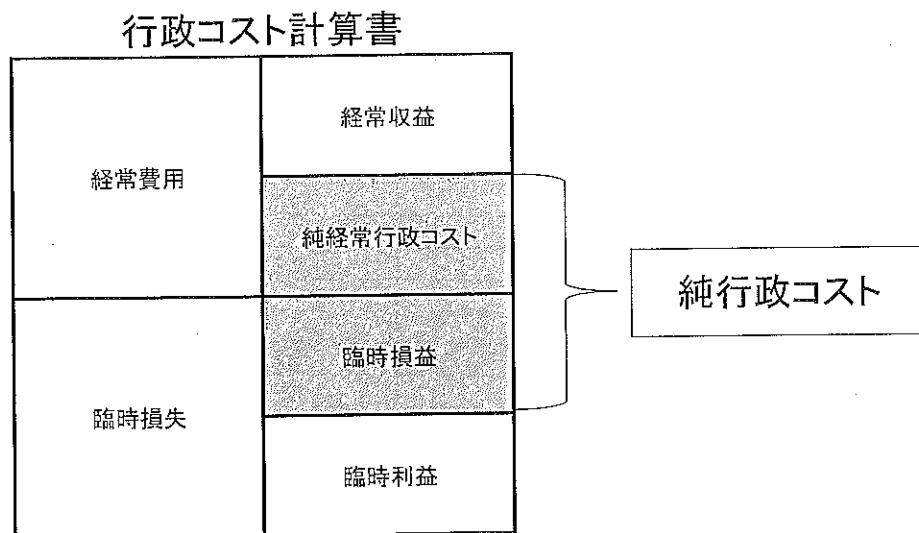 行政コスト計算書
経常費用
経常収益
純経常行政コスト
純行政コスト
臨時損失
臨時損益
臨時利益